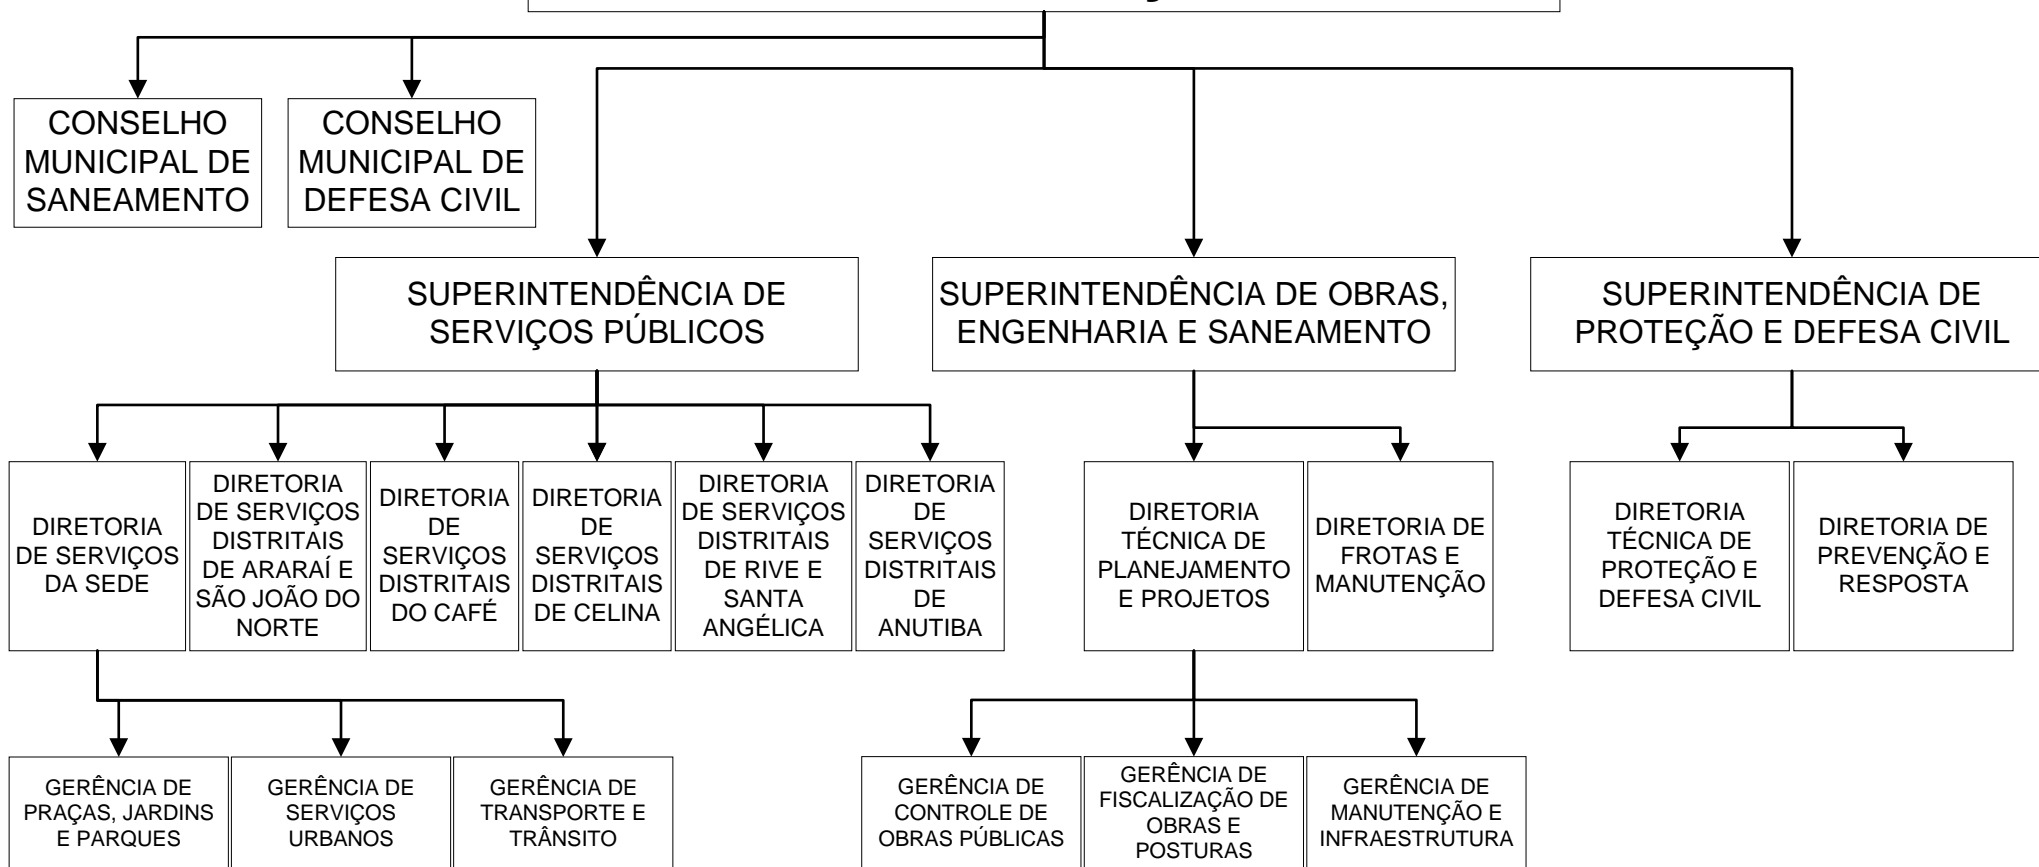 CONSELHO
MUNICIPAL DE
SANEAMENTO
CONSELHO
MUNICIPAL DE
DEFESA CIVIL
SUPERINTENDÊNCIA DE
SERVIÇOS PÚBLICOS
SUPERINTENDÊNCIA DE OBRAS,
ENGENHARIA E SANEAMENTO
SUPERINTENDÊNCIA DE
PROTEÇÃO E DEFESA CIVIL
DIRETORIA
DE SERVIÇOS
DA SEDE
DIRETORIA
DE SERVIÇOS
DISTRITAIS
DE ARARAÍ E
SÃO JOÃO DO
NORTE
DIRETORIA
DE
SERVIÇOS
DISTRITAIS
DO CAFÉ
DIRETORIA
DE
SERVIÇOS
DISTRITAIS
DE CELINA
DIRETORIA
DE SERVIÇOS
DISTRITAIS
DE RIVE E
SANTA
ANGÉLICA
DIRETORIA
DE
SERVIÇOS
DISTRITAIS
DE
ANUTIBA
DIRETORIA
TÉCNICA DE
PLANEJAMENTO
E PROJETOS
DIRETORIA DE
FROTAS E
MANUTENÇÃO
DIRETORIA
TÉCNICA DE
PROTEÇÃO E
DEFESA CIVIL
DIRETORIA DE
PREVENÇÃO E
RESPOSTA
GERÊNCIA DE
PRAÇAS, JARDINS
E PARQUES
GERÊNCIA DE
SERVIÇOS
URBANOS
GERÊNCIA DE
TRANSPORTE E
TRÂNSITO
GERÊNCIA DE
CONTROLE DE
OBRAS PÚBLICAS
GERÊNCIA DE
FISCALIZAÇÃO DE
OBRAS E
POSTURAS
GERÊNCIA DE
MANUTENÇÃO E
INFRAESTRUTURA